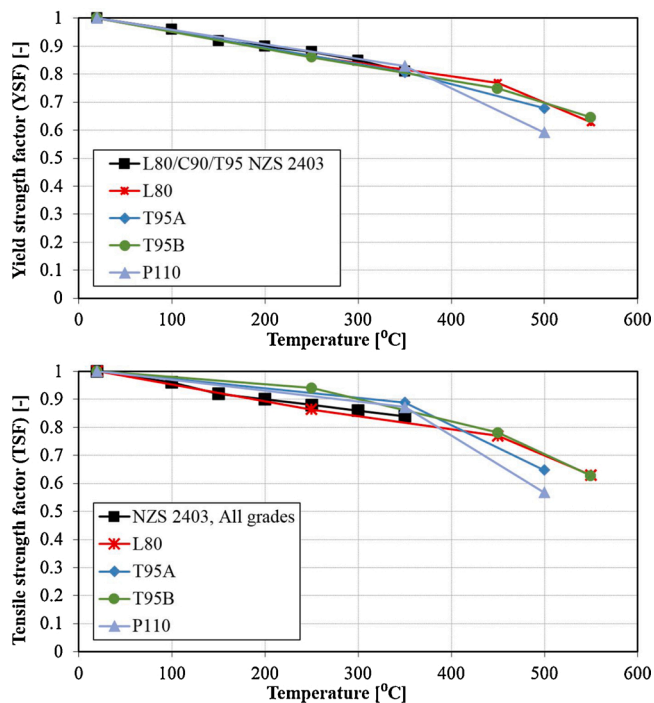 Yield strength factor (YSF) [-]
1
0.9
0.8
0.7
0.6
0.5
0.4
0.3
0.2
0.1
0
L80/C90/T95 NZS 2403
L80
T95A
T95B
P110
0 100 200 300 400 500 600
Temperature [⁰C]
Tensile strength factor (TSF) [-]
1
0.9
0.8
0.7
0.6
0.5
0.4
0.3
0.2
0.1
0
NZS 2403, All grades
L80
T95A
T95B
P110
0 100 200 300 400 500 600
Temperature [⁰C]